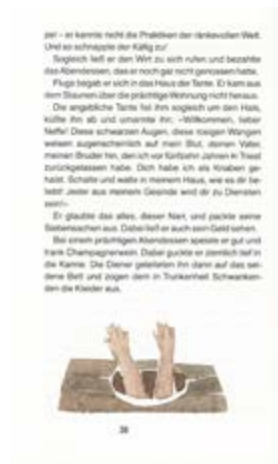 zei – er kannte nicht die Praktiken der ränkevollen Welt.
Und so schnappte der Käfig zu!
Sogleich ließ er den Wirt zu sich rufen und bezahlte
das Abendessen, das er noch gar nicht genossen hatte.
Flugs begab er sich in das Haus der Tante. Er kam aus
dem Staunen über die prächtige Wohnung nicht heraus.
Die angebliche Tante fiel ihm sogleich um den Hals,
küßte ihn ab und umarmte ihn: »Willkommen, lieber
Neffe! Diese schwarzen Augen, diese rosigen Wangen
weisen augenscheinlich auf mein Blut, deinen Vater,
meinen Bruder hin, den ich vor fünfzehn Jahren in Triest
zurückgelassen habe. Dich habe ich als Knaben ge-
halst. Schalte und walte in meinem Haus, wie es dir be-
liebt! Jeder aus meinem Gesinde wird dir zu Diensten
sein!«
Er glaubte das alles, dieser Narr, und packte seine
Siebensachen aus. Dabei ließ er auch sein Geld sehen.
Bei einem prächtigen Abendessen speiste er gut und
trank Champagnerwein. Dabei guckte er ziemlich tief in
die Kanne. Die Diener geleiteten ihn dann auf das sei-
dene Bett und zogen dem in Trunkenheit Schwanken-
den die Kleider aus.
38